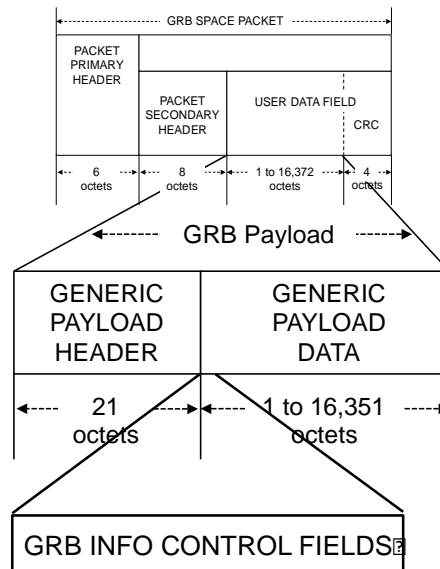 GRB SPACE PACKET
PACKET
PRIMARY
HEADER
PACKET
SECONDARY
HEADER
USER DATA FIELD
CRC
6
octets
8
octets
1 to 16,372
octets
4
octets
GRB Payload
GENERIC
PAYLOAD
HEADER
GENERIC
PAYLOAD
DATA
21
octets
1 to 16,351
octets
GRB INFO CONTROL FIELDS